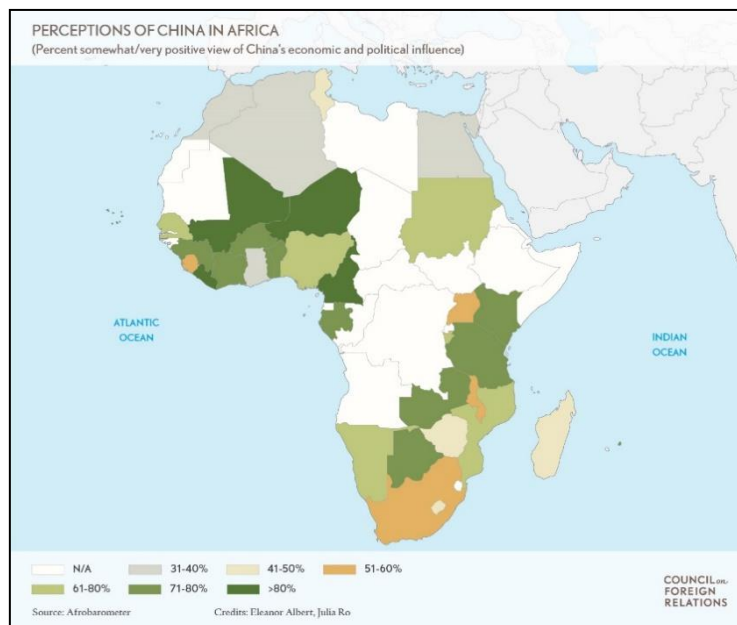 PERCEPTIONS OF CHINA IN AFRICA
(Percent somewhat/very positive view of China's economic and political influence)
ATLANTIC
OCEAN
INDIAN
OCEAN
N/A 31-40% 41-50% 51-60%
61-80% 71-80% >80%
Source: Afrobarometer Credits: Eleanor Albert, Julia Ro
COUNCIL on
FOREIGN
RELATIONS